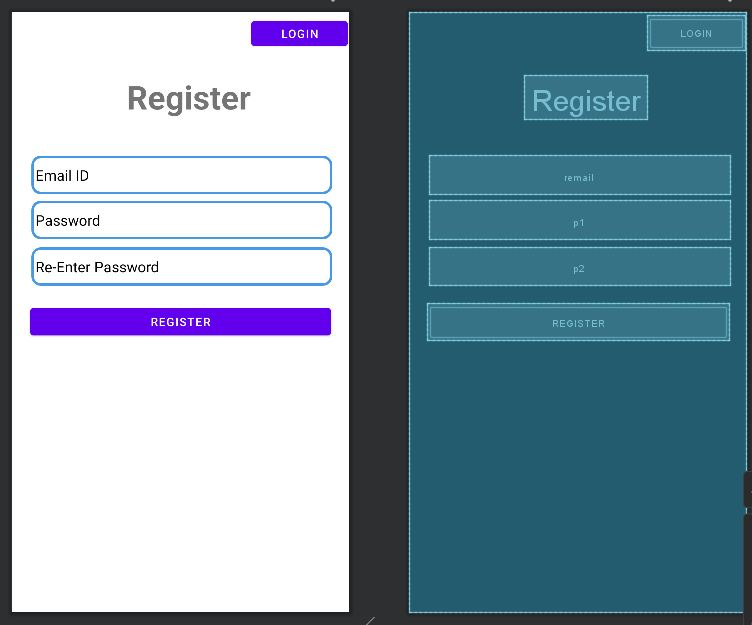 LOGIN
Register
Email ID
Password
Re-Enter Password
REGISTER
LOGIN
Register
remail
p1
p2
REGISTER